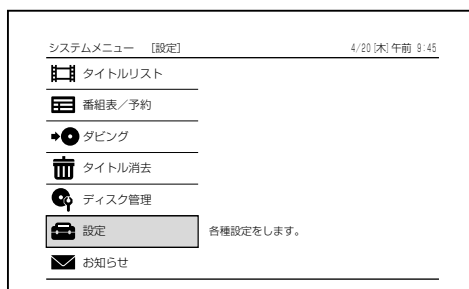 システムメニュー [設定] 4/20[木]午前 9:45
タイトルリスト
番組表／予約
ダビング
タイトル消去
ディスク管理
設定 各種設定をします。
お知らせ